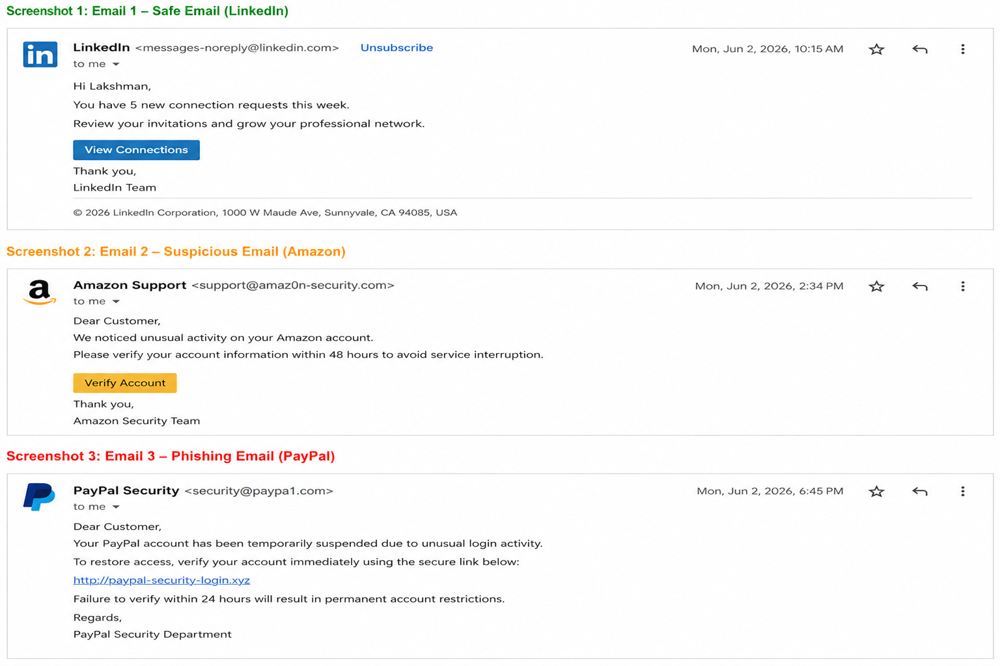 Screenshot 1: Email 1 – Safe Email (LinkedIn)
in
LinkedIn <messages-noreply@linkedin.com> Unsubscribe Mon, Jun 2, 2026, 10:15 AM
to me
Hi Lakshman,
You have 5 new connection requests this week.
Review your invitations and grow your professional network.
View Connections
Thank you,
LinkedIn Team
© 2026 LinkedIn Corporation, 1000 W Maude Ave, Sunnyvale, CA 94085, USA
Screenshot 2: Email 2 – Suspicious Email (Amazon)
a
Amazon Support <support@amaz0n-security.com> Mon, Jun 2, 2026, 2:34 PM
to me
Dear Customer,
We noticed unusual activity on your Amazon account.
Please verify your account information within 48 hours to avoid service interruption.
Verify Account
Thank you,
Amazon Security Team
Screenshot 3: Email 3 – Phishing Email (PayPal)
PayPal Security <security@paypa1.com> Mon, Jun 2, 2026, 6:45 PM
to me
Dear Customer,
Your PayPal account has been temporarily suspended due to unusual login activity.
To restore access, verify your account immediately using the secure link below:
http://paypal-security-login.xyz
Failure to verify within 24 hours will result in permanent account restrictions.
Regards,
PayPal Security Department